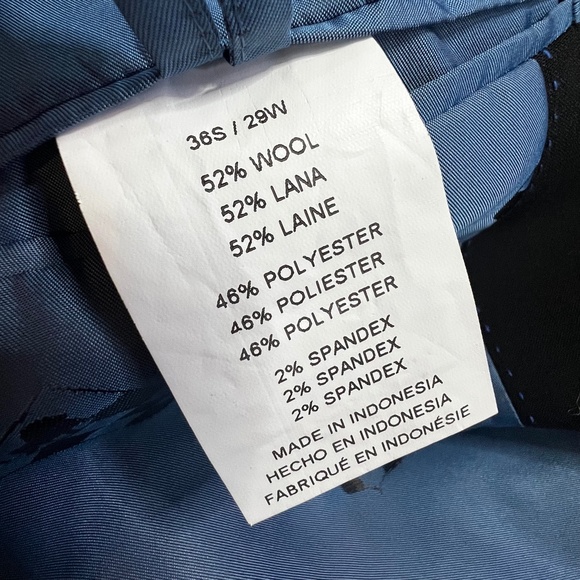 36S / 29W
52% WOOL
52% LANA
52% LAINE
46% POLYESTER
46% POLIESTER
46% POLYESTER
2% SPANDEX
2% SPANDEX
2% SPANDEX
MADE IN INDONESIA
HECHO EN INDONESIA
FABRIQUÉ EN INDONÉSIE